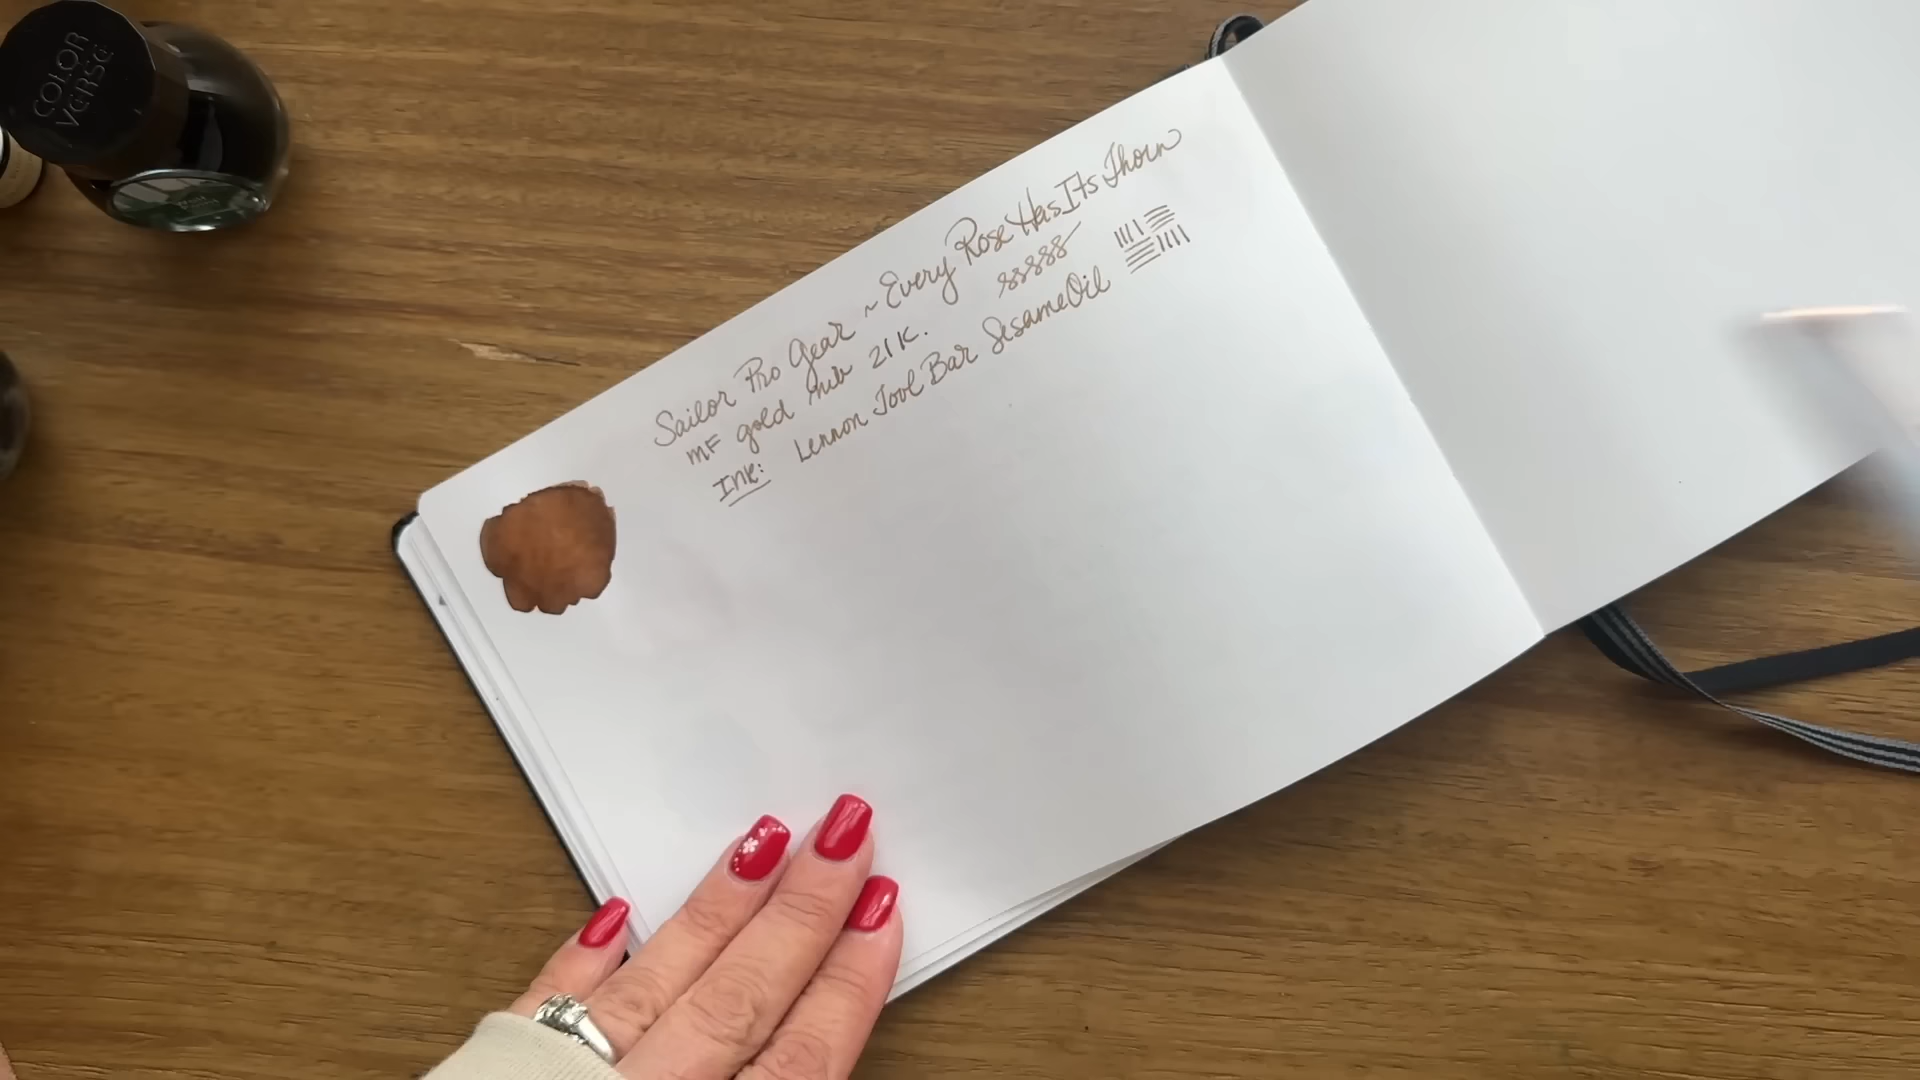 COLOR
VERSE
Sailor Pro Gear ~ Every Rose Has Its Thorn
MF gold nib 21K.
Ink: Lennon Tool Bar Sesame Oil